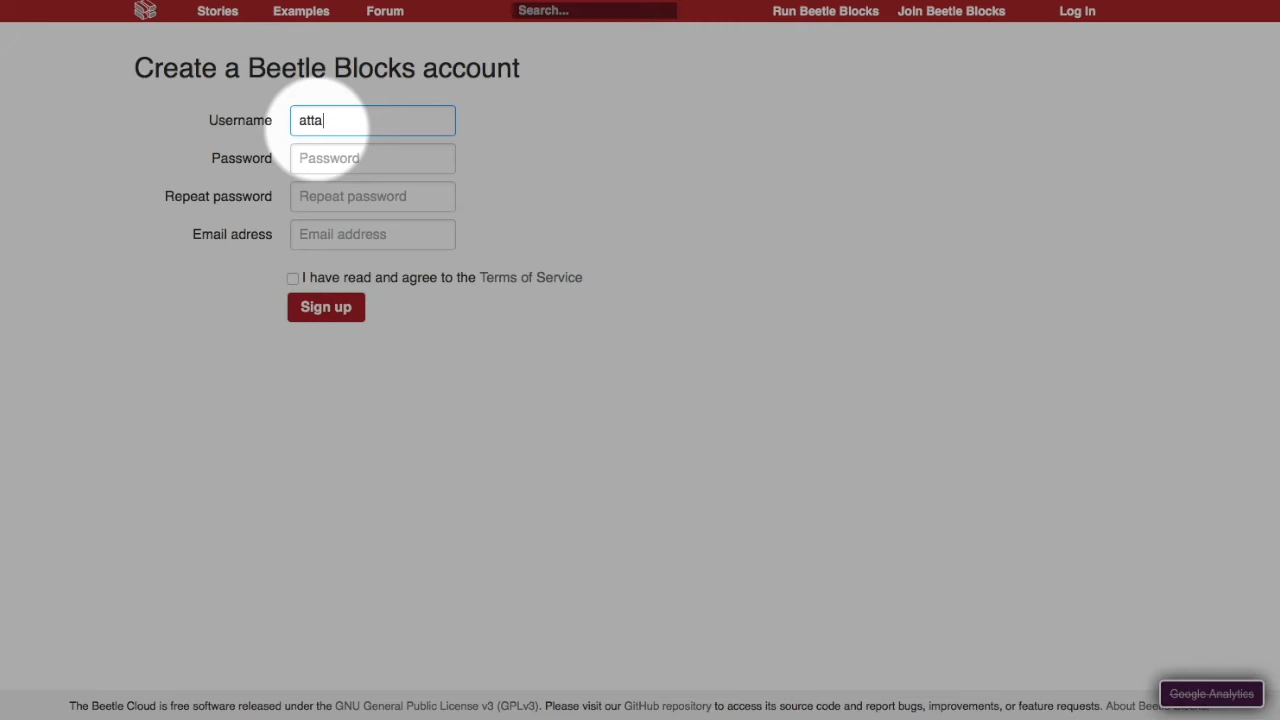 Stories Examples Forum Search... Run Beetle Blocks Join Beetle Blocks Log In
Create a Beetle Blocks account
Username atta
Password Password
Repeat password Repeat password
Email adress Email address
I have read and agree to the Terms of Service
Sign up
Google Analytics
The Beetle Cloud is free software released under the GNU General Public License v3 (GPLv3). Please visit our GitHub repository to access its source code and report bugs, improvements, or feature requests. About Beetle Blocks.